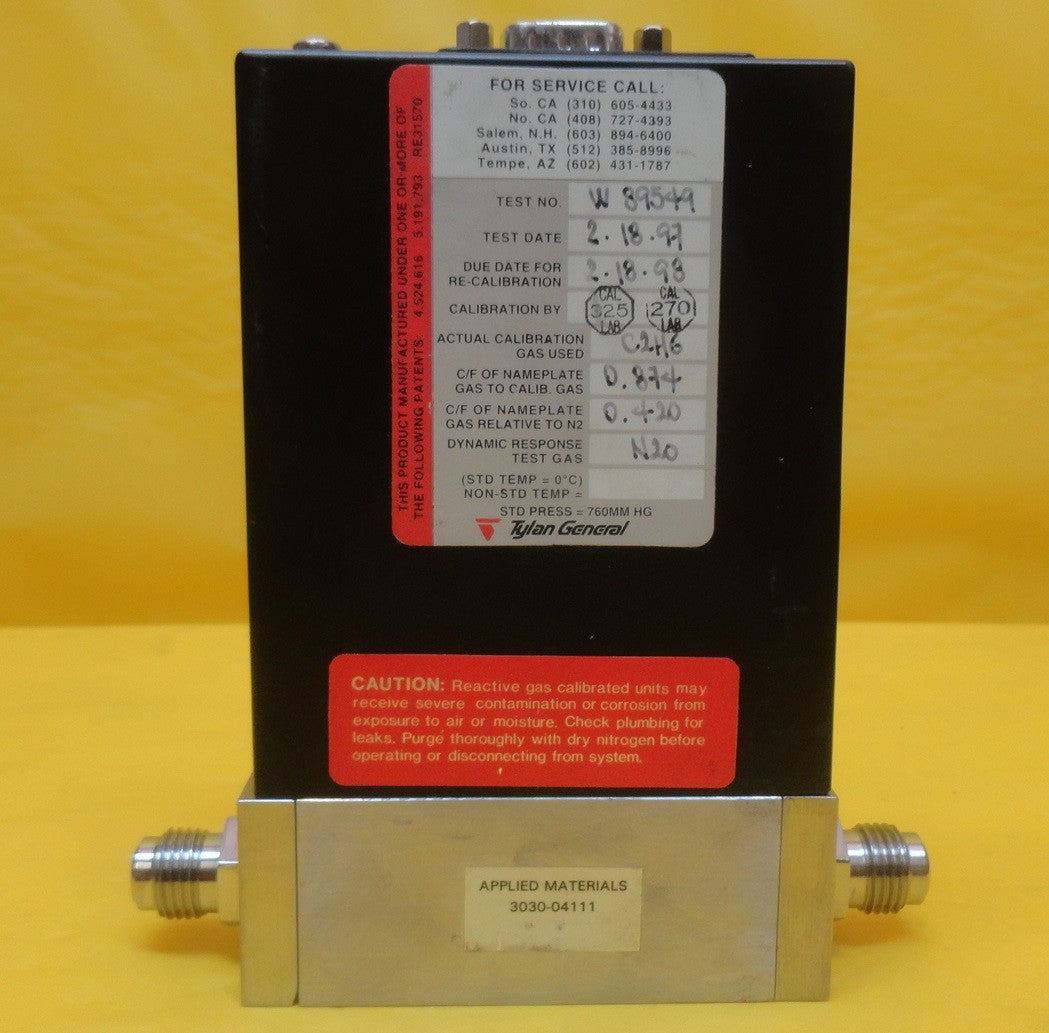 THIS PRODUCT MANUFACTURED UNDER ONE OR MORE OF
THE FOLLOWING PATENTS: 4,524,616 5,191,793 RE31570
FOR SERVICE CALL:
So. CA (310) 605-4433
No. CA (408) 727-4393
Salem, N.H. (603) 894-6400
Austin, TX (512) 385-8996
Tempe, AZ (602) 431-1787
TEST NO. W 89549
TEST DATE 2.18.97
DUE DATE FOR
RE-CALIBRATION 2.18.98
CALIBRATION BY CAL 325 LAB CAL 1270 LAB
ACTUAL CALIBRATION
GAS USED C2H6
C/F OF NAMEPLATE
GAS TO CALIB. GAS 0.874
C/F OF NAMEPLATE
GAS RELATIVE TO N2 0.420
DYNAMIC RESPONSE
TEST GAS N20
(STD TEMP = 0°C)
NON-STD TEMP =
STD PRESS = 760MM HG
Tylan General
CAUTION: Reactive gas calibrated units may
receive severe contamination or corrosion from
exposure to air or moisture. Check plumbing for
leaks. Purge thoroughly with dry nitrogen before
operating or disconnecting from system.
APPLIED MATERIALS
3030-04111